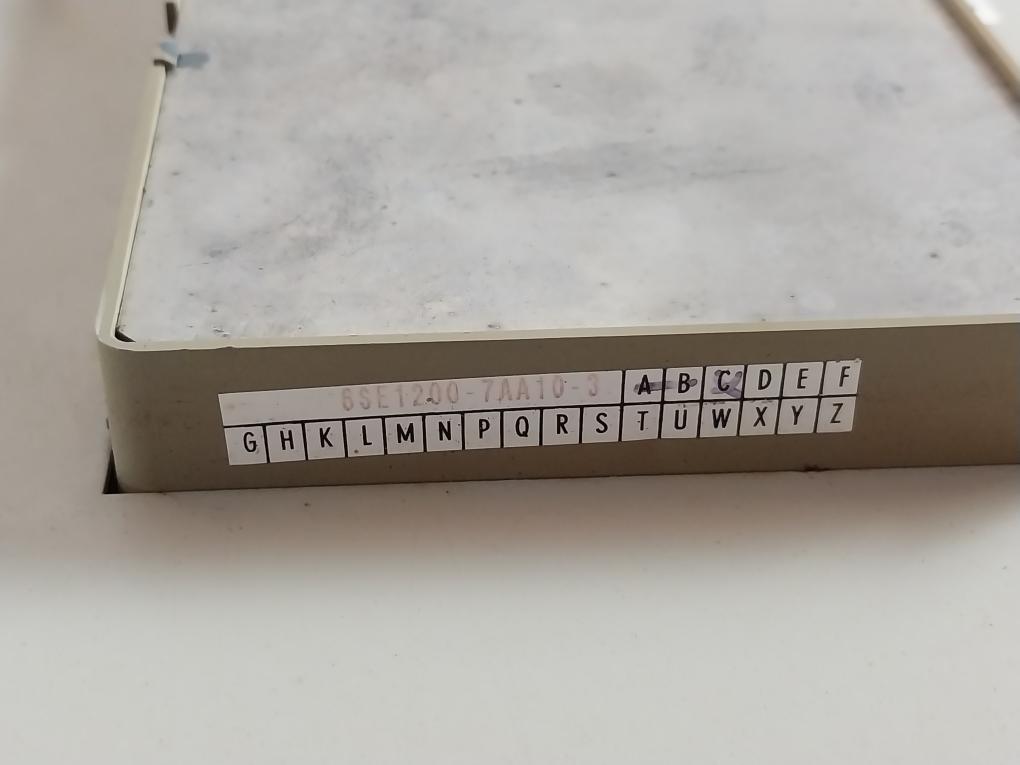 6SE1200-7AA10-3 A B C D E F
G H K L M N P Q R S T U W X Y Z